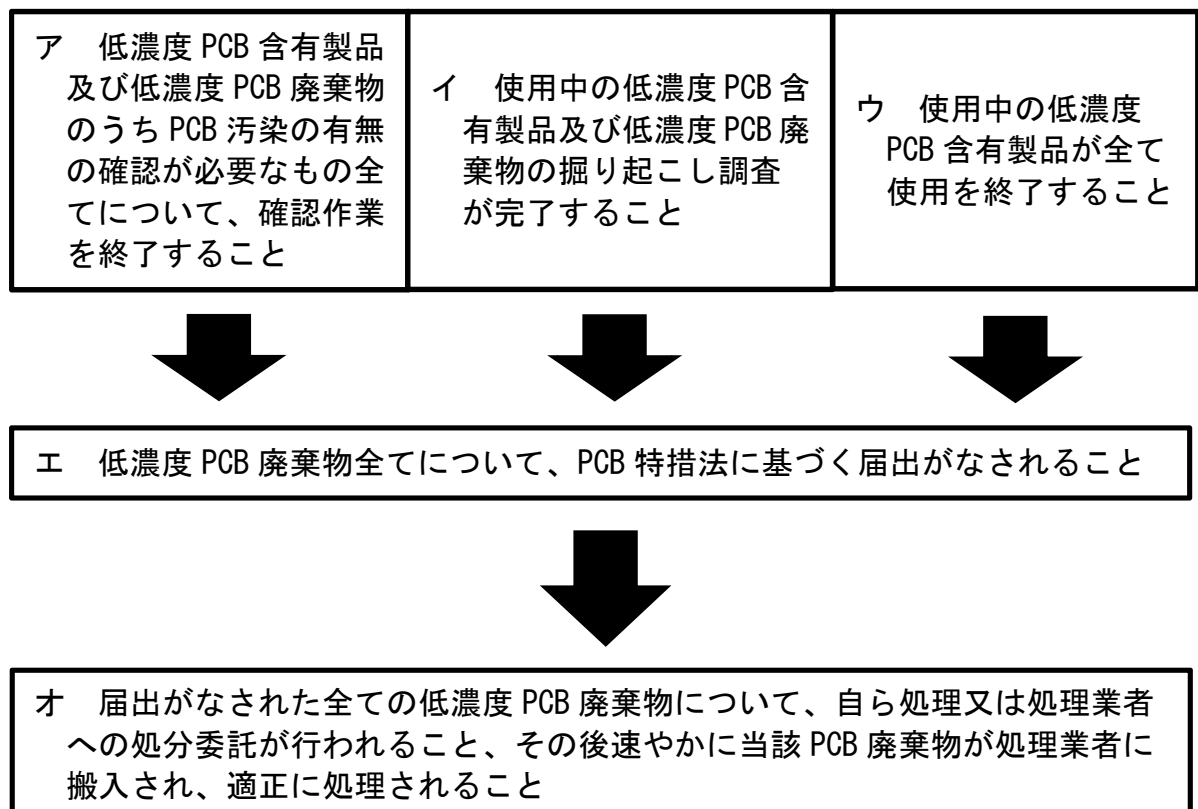 ア 低濃度 PCB 含有製品
及び低濃度 PCB 廃棄物
のうち PCB 汚染の有無
の確認が必要なもの全
てについて、確認作業
を終了すること
イ 使用中の低濃度 PCB 含
有製品及び低濃度 PCB 廃
棄物の掘り起こし調査
が完了すること
ウ 使用中の低濃度
PCB 含有製品が全て
使用を終了すること
エ 低濃度 PCB 廃棄物全てについて、PCB 特措法に基づく届出がなされること
オ 届出がなされた全ての低濃度 PCB 廃棄物について、自ら処理又は処理業者
への処分委託が行われること、その後速やかに当該 PCB 廃棄物が処理業者に
搬入され、適正に処理されること